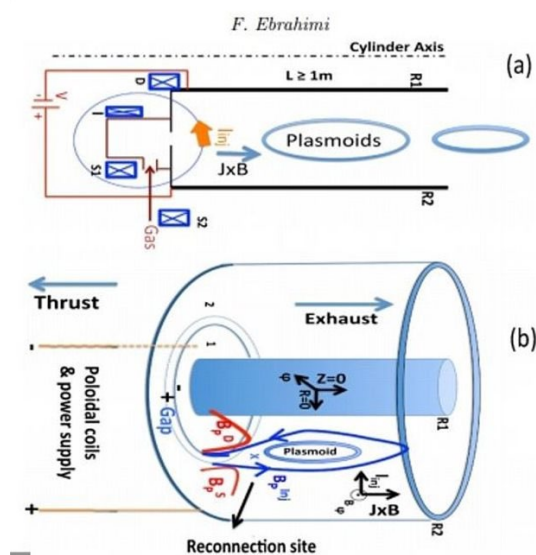 F. Ebrahimi
Cylinder Axis
(a)
D
L ≥ 1m
R1
V
- +
I
Iinj
Plasmoids
S1
JxB
R2
Gas
S2
(b)
Thrust
2
Exhaust
-
1
Poloidal coils
& power supply
-
+
Gap
Z=0
R=0
R1
BpD
Plasmoid
X
BpS
BpInj
Iinj
JxB
+
R2
Reconnection site